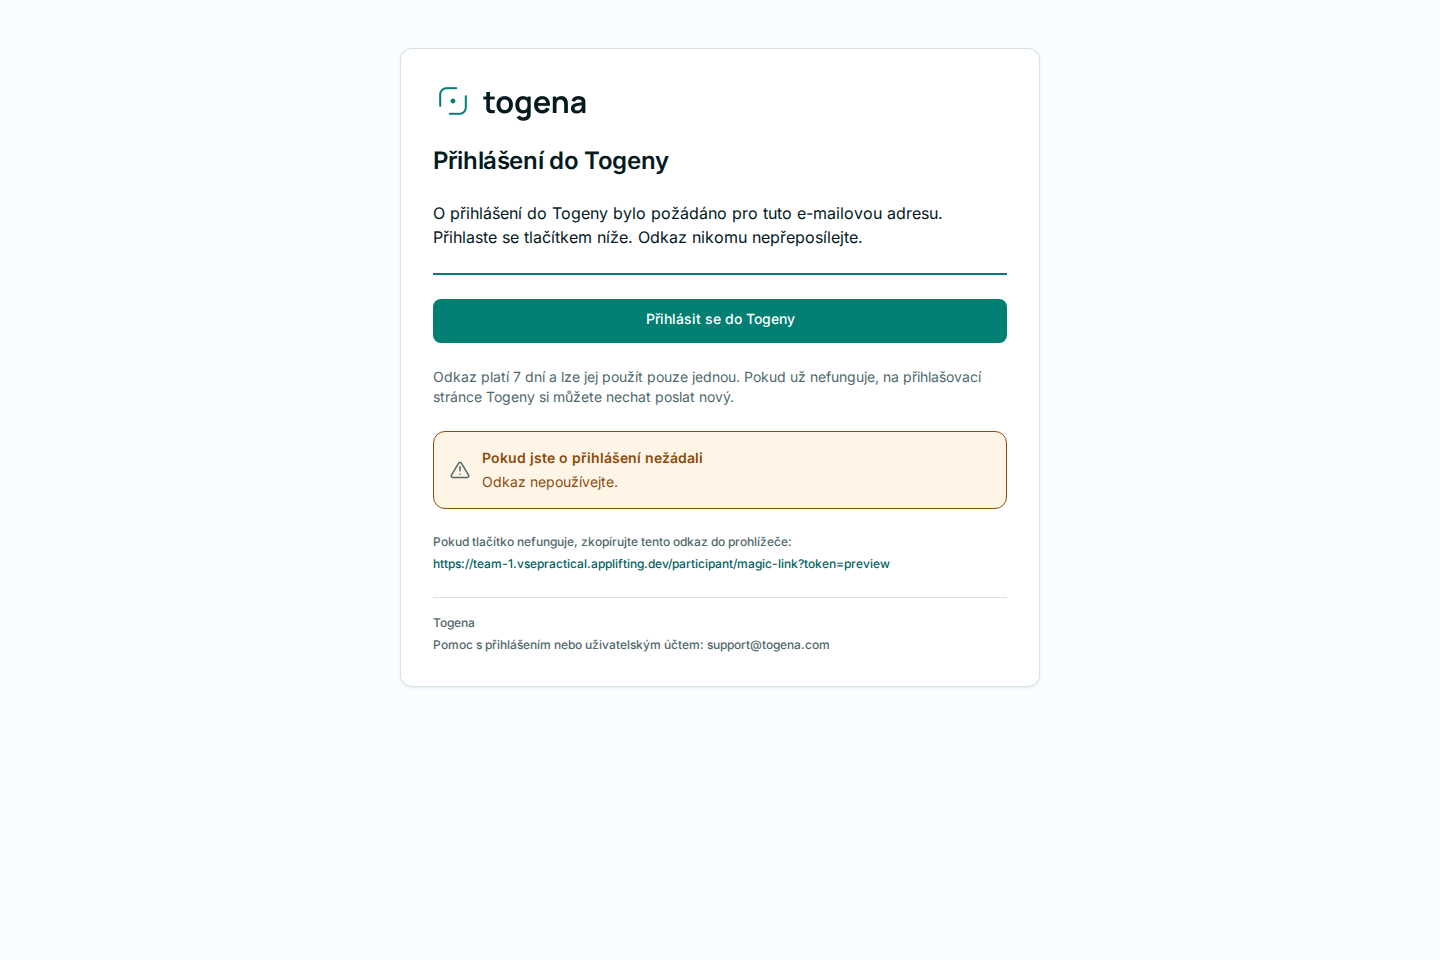 togena
Přihlášení do Togeny
O přihlášení do Togeny bylo požádáno pro tuto e-mailovou adresu.
Přihlaste se tlačítkem níže. Odkaz nikomu nepřeposílejte.
Přihlásit se do Togeny
Odkaz platí 7 dní a lze jej použít pouze jednou. Pokud už nefunguje, na přihlašovací
stránce Togeny si můžete nechat poslat nový.
Pokud jste o přihlášení nežádali
Odkaz nepoužívejte.
Pokud tlačítko nefunguje, zkopírujte tento odkaz do prohlížeče:
https://team-1.vsepractical.applifting.dev/participant/magic-link?token=preview
Togena
Pomoc s přihlášením nebo uživatelským účtem: support@togena.com